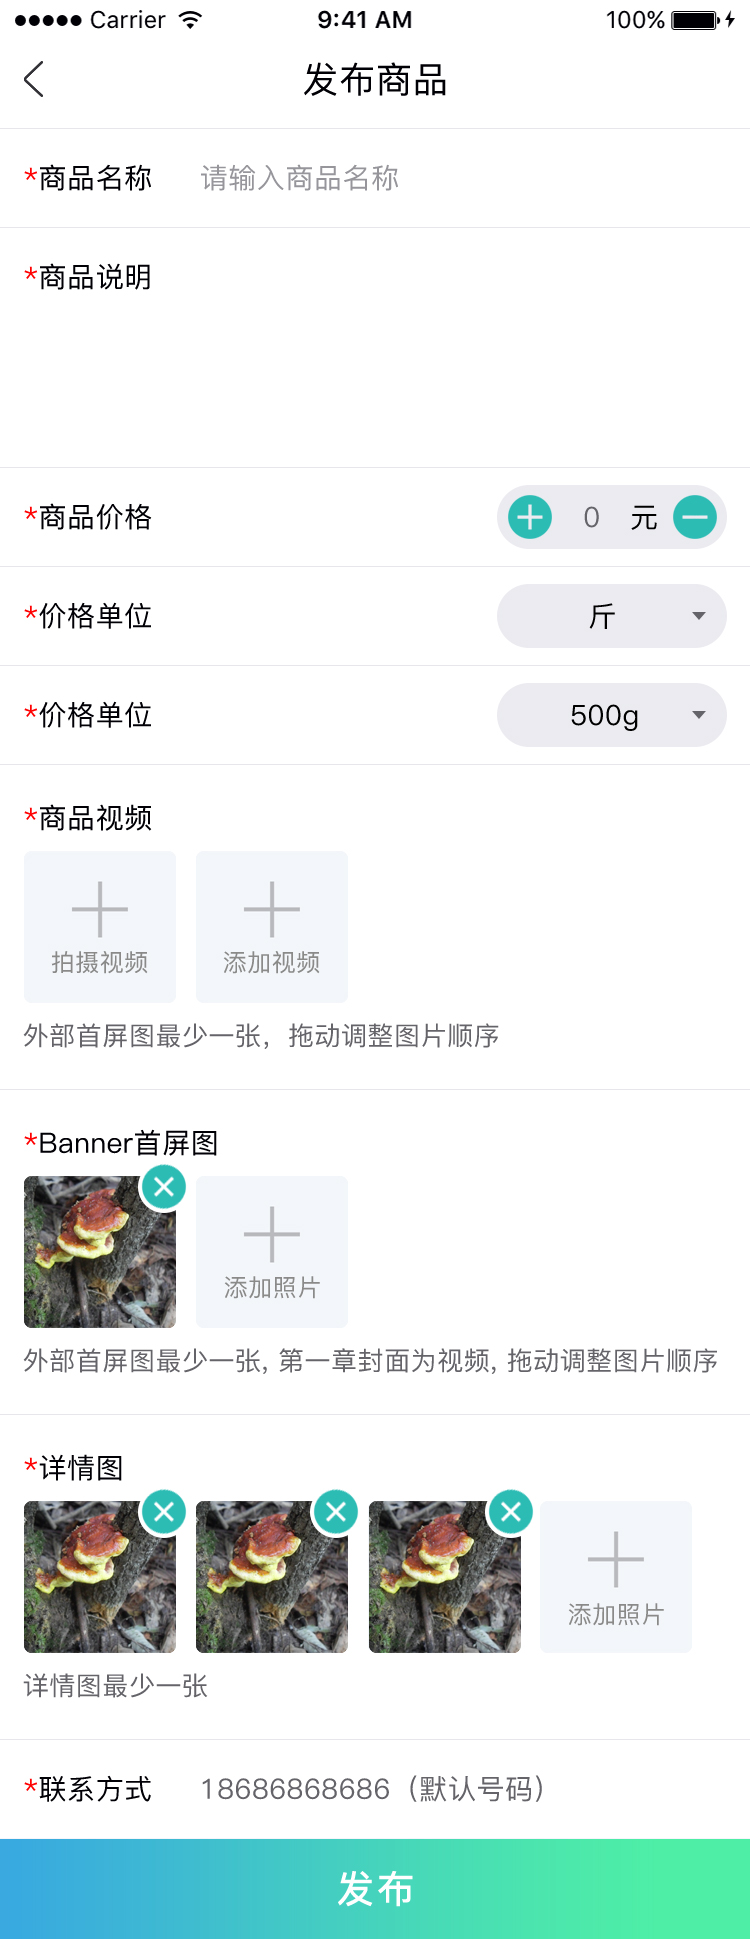 ●●●●● Carrier 9:41 AM 100%
发布商品
*商品名称 请输入商品名称
*商品说明
*商品价格 0 元
*价格单位 斤
*价格单位 500g
*商品视频
拍摄视频 添加视频
外部首屏图最少一张，拖动调整图片顺序
*Banner首屏图
添加照片
外部首屏图最少一张, 第一章封面为视频, 拖动调整图片顺序
*详情图
添加照片
详情图最少一张
*联系方式 18686868686（默认号码）
发布